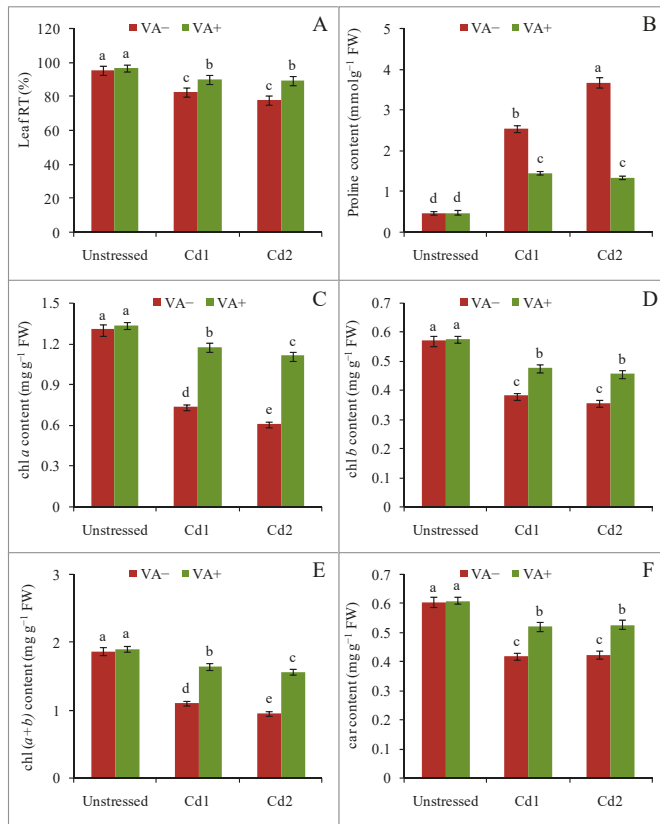 VA− VA+ A
a a
b
c
b
c
Leaf RT (%)
120
100
80
60
40
20
0
Unstressed Cd1 Cd2
VA− VA+ B
a
b
c
c
d d
Proline content (mmol g⁻¹ FW)
5
4
3
2
1
0
Unstressed Cd1 Cd2
VA− VA+ C
a a
b
c
d
e
chl a content (mg g⁻¹ FW)
1.5
1.2
0.9
0.6
0.3
0
Unstressed Cd1 Cd2
VA− VA+ D
a a
b
b
c
c
chl b content (mg g⁻¹ FW)
0.7
0.6
0.5
0.4
0.3
0.2
0.1
0
Unstressed Cd1 Cd2
VA− VA+ E
a a
b
c
d
e
chl (a+b) content (mg g⁻¹ FW)
3
2
1
0
Unstressed Cd1 Cd2
VA− VA+ F
a a
b
b
c
c
car content (mg g⁻¹ FW)
0.7
0.6
0.5
0.4
0.3
0.2
0.1
0
Unstressed Cd1 Cd2